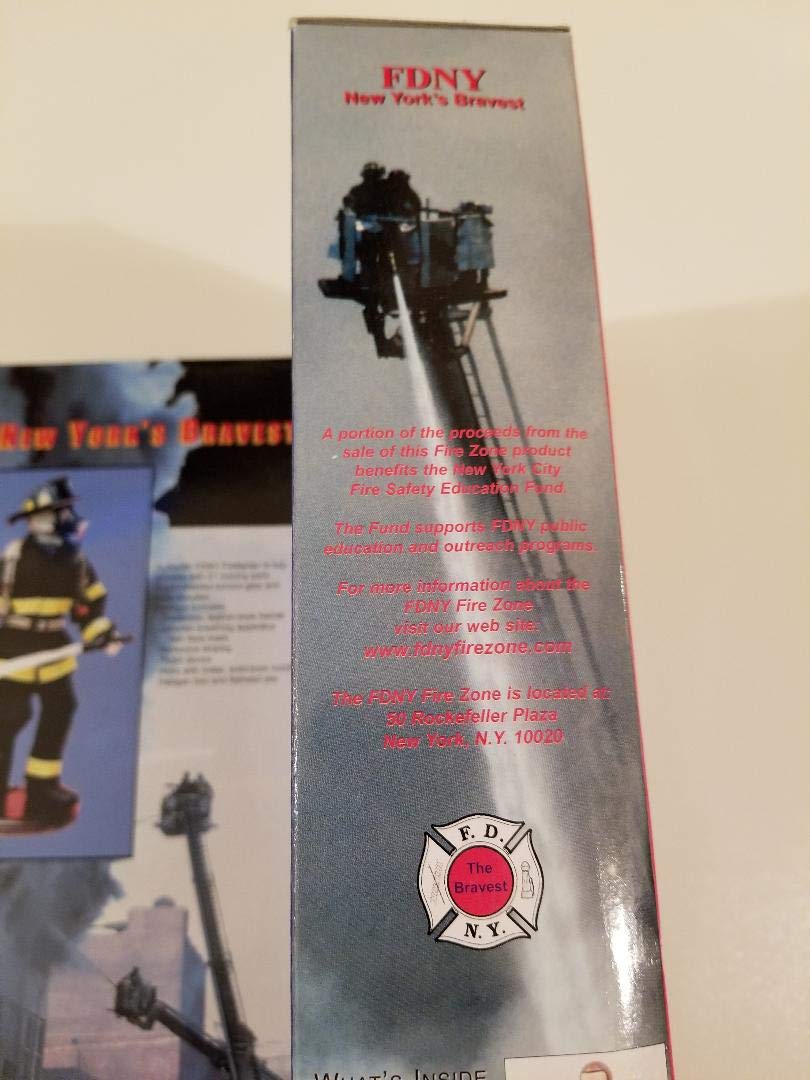 FDNY
New York's Bravest
A portion of the proceeds from the
sale of this Fire Zone product
benefits the New York City
Fire Safety Education Fund.
The Fund supports FDNY public
education and outreach programs.
For more information about the
FDNY Fire Zone
visit our web site:
www.fdnyfirezone.com
The FDNY Fire Zone is located at:
50 Rockefeller Plaza
New York, N.Y. 10020
F. D.
The
Bravest
N. Y.
WHAT'S INSIDE
NEW YORK'S BRAVEST